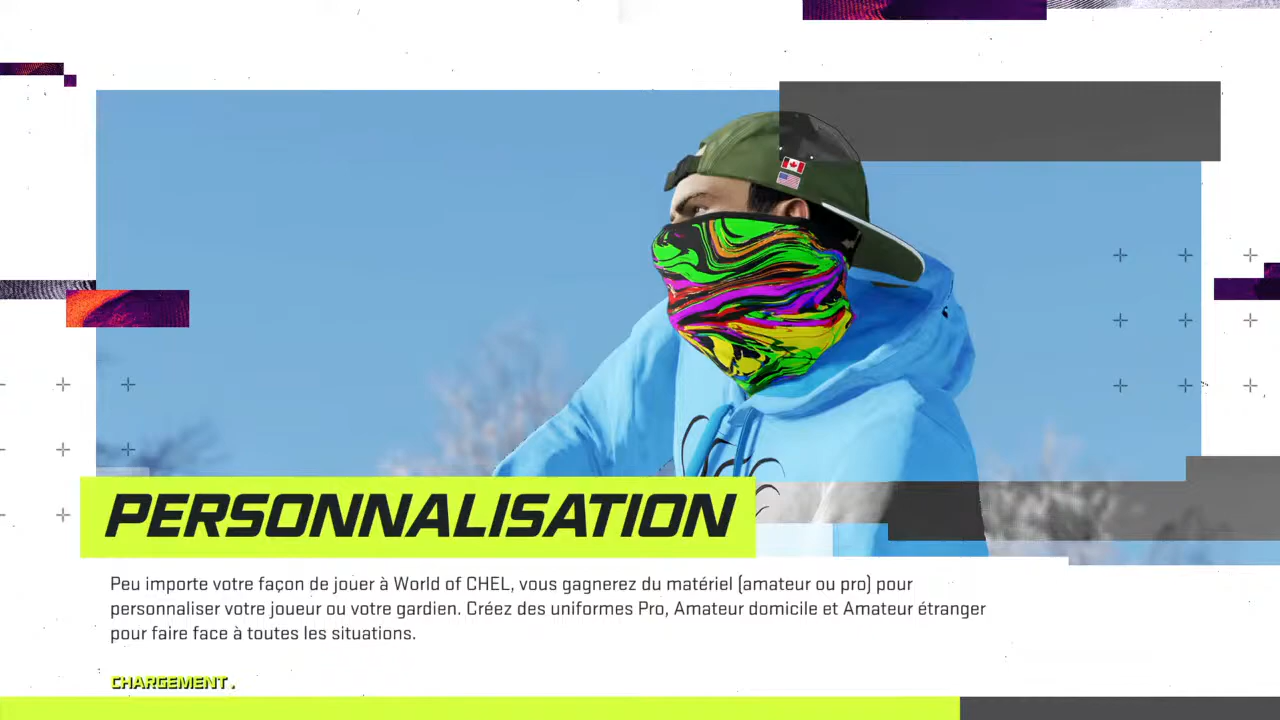 PERSONNALISATION
Peu importe votre façon de jouer à World of CHEL, vous gagnerez du matériel (amateur ou pro) pour
personnaliser votre joueur ou votre gardien. Créez des uniformes Pro, Amateur domicile et Amateur étranger
pour faire face à toutes les situations.
CHARGEMENT.